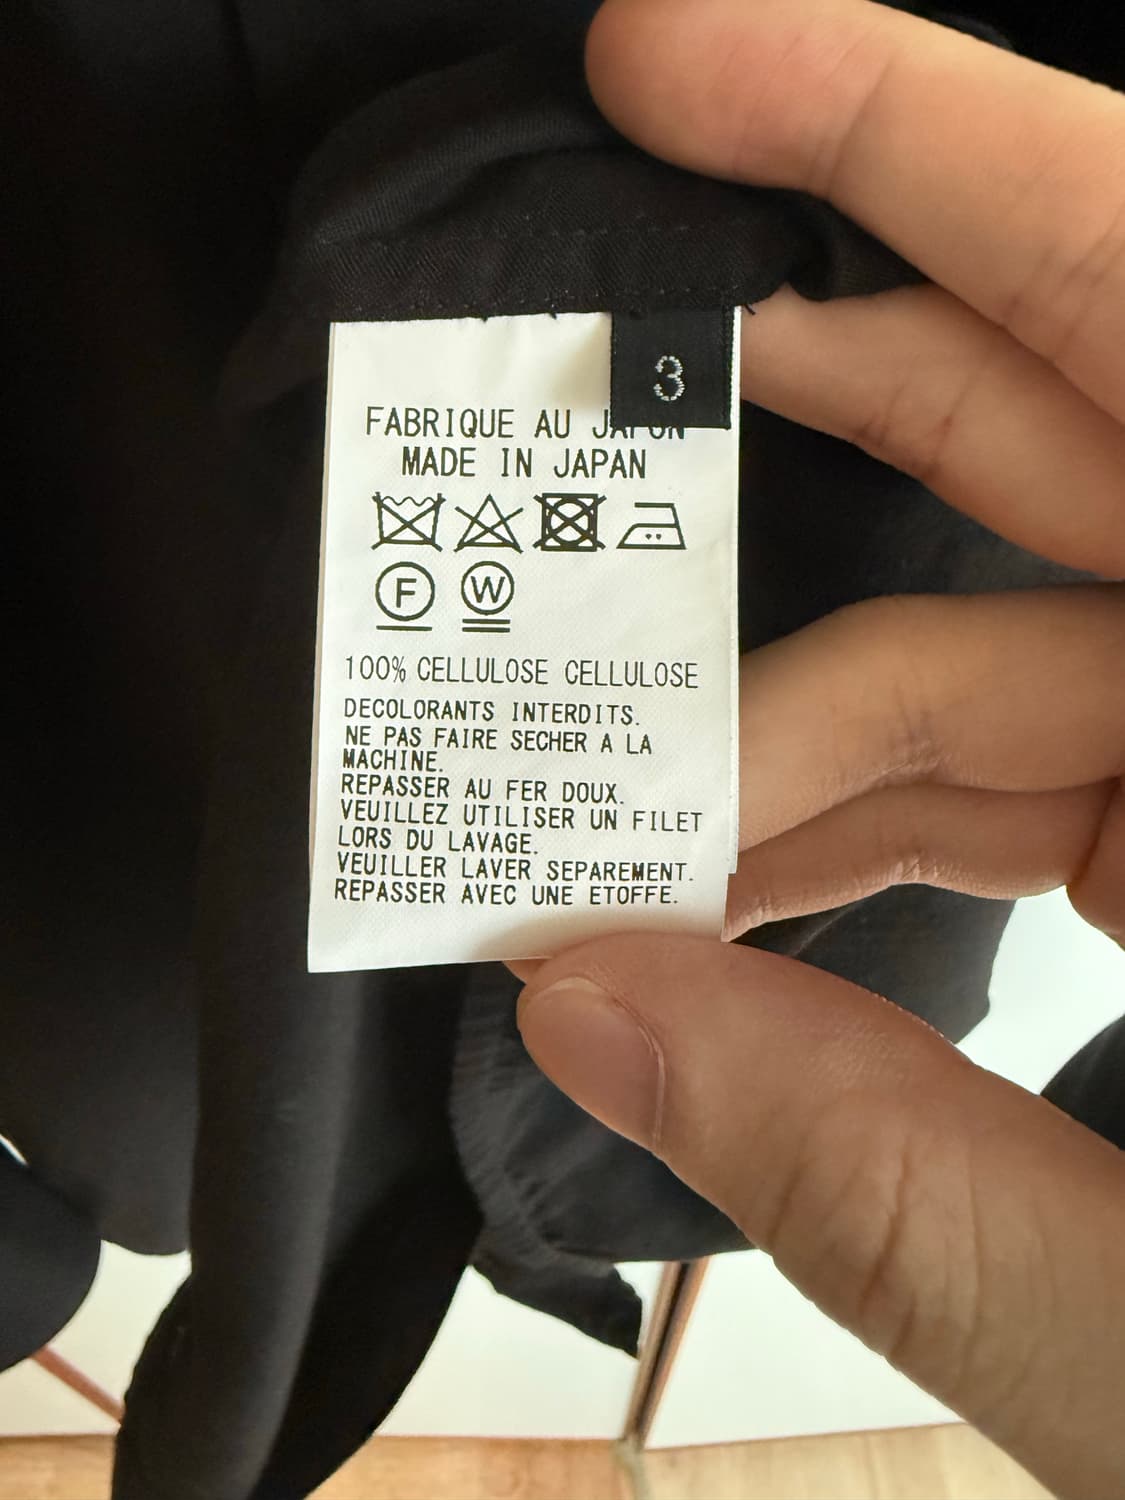 3
FABRIQUE AU JAPON
MADE IN JAPAN
F W
100% CELLULOSE CELLULOSE
DECOLORANTS INTERDITS.
NE PAS FAIRE SECHER A LA
MACHINE.
REPASSER AU FER DOUX.
VEUILLEZ UTILISER UN FILET
LORS DU LAVAGE.
VEUILLER LAVER SEPAREMENT.
REPASSER AVEC UNE ETOFFE.